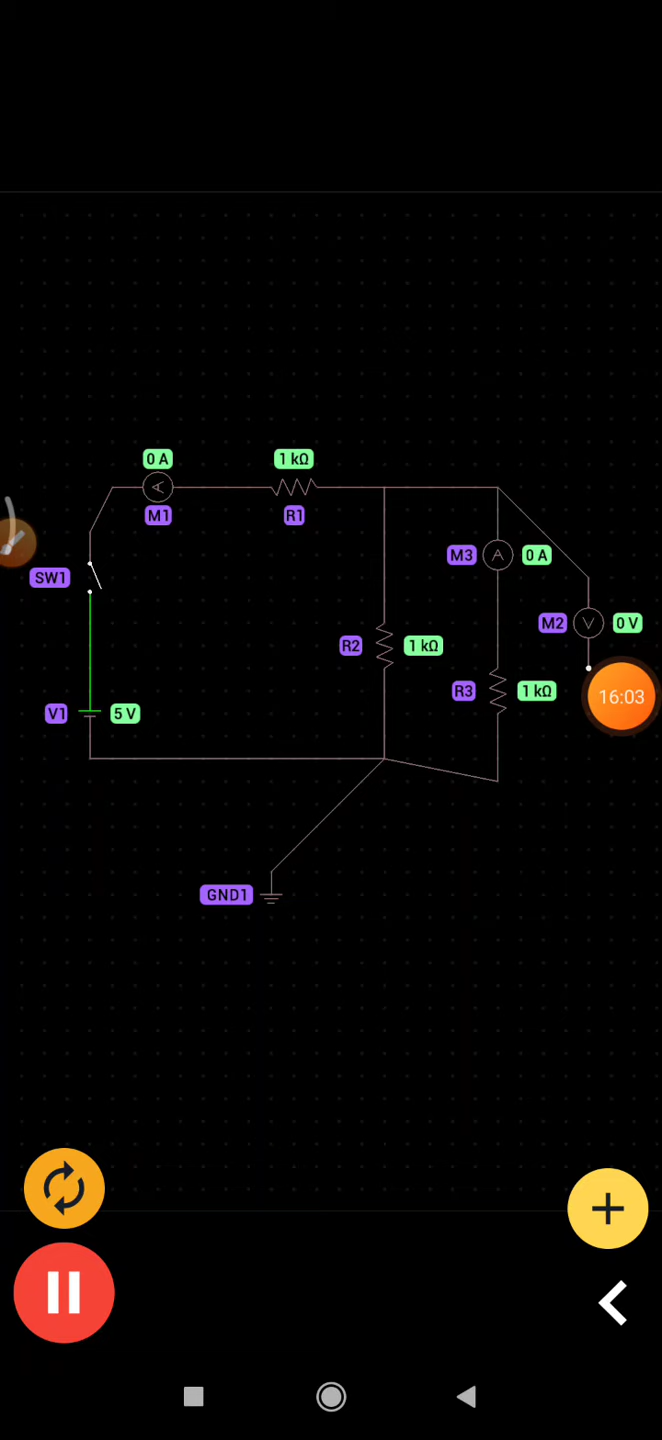 0 A
1 kΩ
M1
R1
M3
0 A
SW1
M2
0 V
R2
1 kΩ
R3
1 kΩ
16:03
V1
5 V
GND1